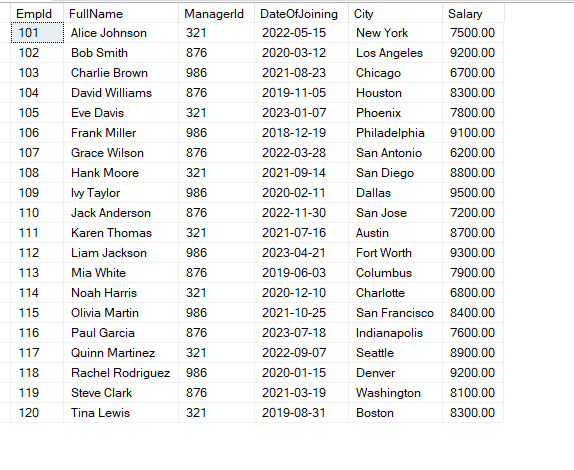 EmpId FullName ManagerId DateOfJoining City Salary
101 Alice Johnson 321 2022-05-15 New York 7500.00
102 Bob Smith 876 2020-03-12 Los Angeles 9200.00
103 Charlie Brown 986 2021-08-23 Chicago 6700.00
104 David Williams 876 2019-11-05 Houston 8300.00
105 Eve Davis 321 2023-01-07 Phoenix 7800.00
106 Frank Miller 986 2018-12-19 Philadelphia 9100.00
107 Grace Wilson 876 2022-03-28 San Antonio 6200.00
108 Hank Moore 321 2021-09-14 San Diego 8800.00
109 Ivy Taylor 986 2020-02-11 Dallas 9500.00
110 Jack Anderson 876 2022-11-30 San Jose 7200.00
111 Karen Thomas 321 2021-07-16 Austin 8700.00
112 Liam Jackson 986 2023-04-21 Fort Worth 9300.00
113 Mia White 876 2019-06-03 Columbus 7900.00
114 Noah Harris 321 2020-12-10 Charlotte 6800.00
115 Olivia Martin 986 2021-10-25 San Francisco 8400.00
116 Paul Garcia 876 2023-07-18 Indianapolis 7600.00
117 Quinn Martinez 321 2022-09-07 Seattle 8900.00
118 Rachel Rodriguez 986 2020-01-15 Denver 9200.00
119 Steve Clark 876 2021-03-19 Washington 8100.00
120 Tina Lewis 321 2019-08-31 Boston 8300.00